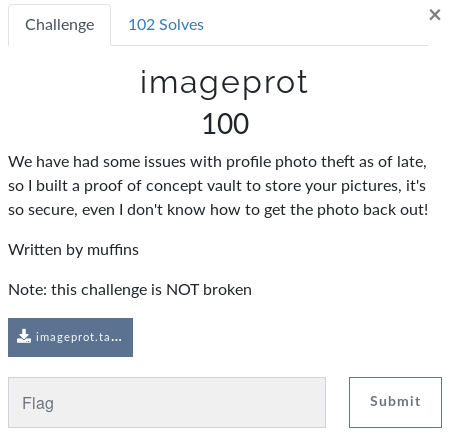 Challenge
102 Solves
×
imageprot
100
We have had some issues with profile photo theft as of late,
so I built a proof of concept vault to store your pictures, it's
so secure, even I don't know how to get the photo back out!
Written by muffins
Note: this challenge is NOT broken
imageprot.ta...
Flag
Submit